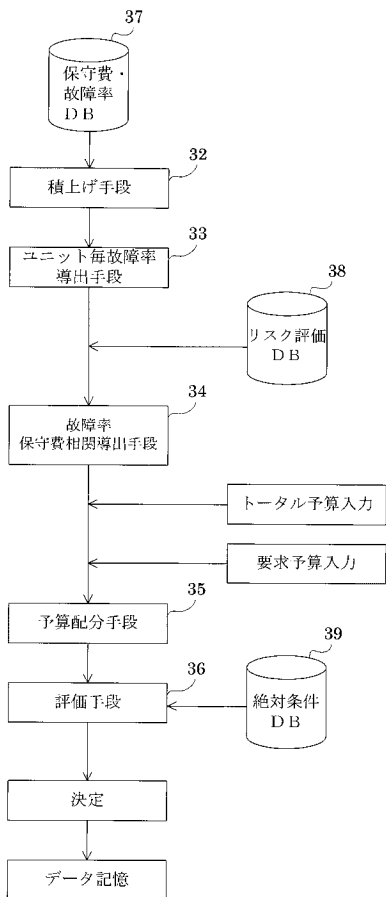 37
保守費・
故障率
DB
32
積上げ手段
33
ユニット毎故障率
導出手段
38
リスク評価
DB
34
故障率
保守費相関導出手段
トータル予算入力
要求予算入力
35
予算配分手段
39
36
評価手段
絶対条件
DB
決定
データ記憶